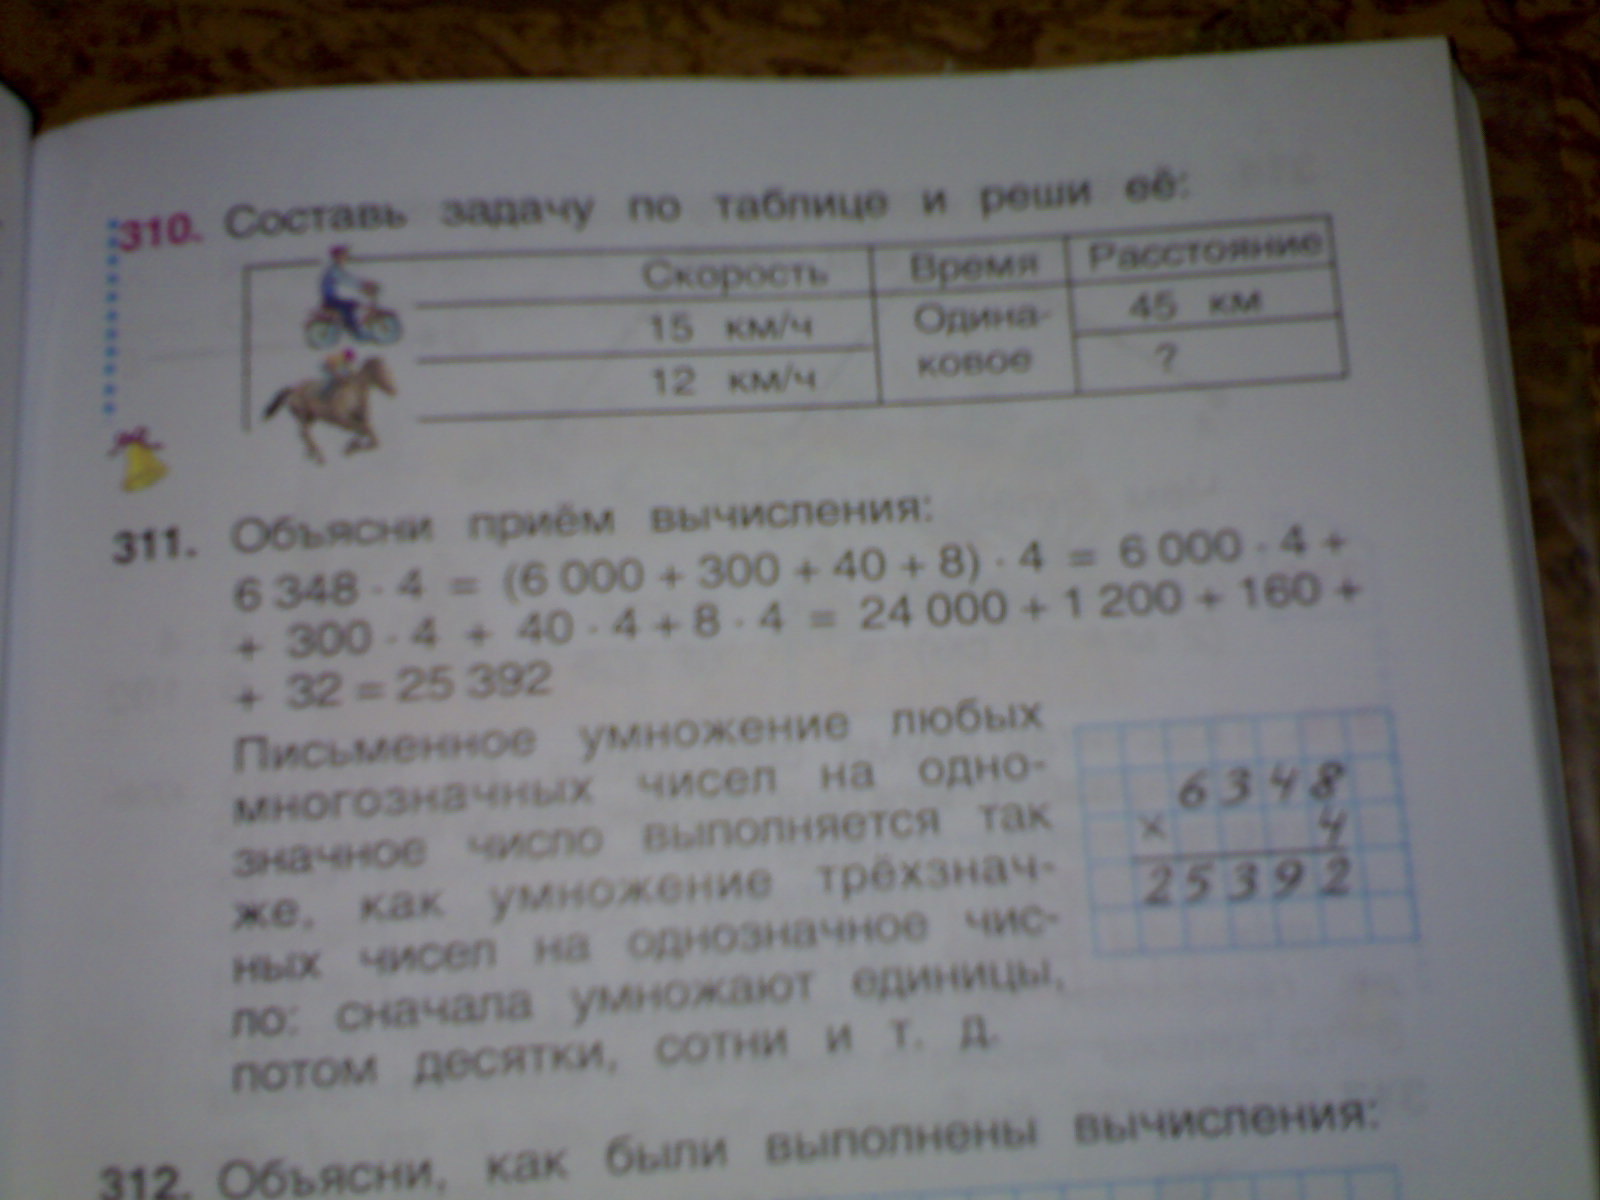 310. Составь задачу по таблице и реши её:
Скорость Время Расстояние
15 км/ч Одина- 45 км
12 км/ч ковое ?
311. Объясни приём вычисления:
6 348 · 4 = (6 000 + 300 + 40 + 8) · 4 = 6 000 · 4 +
+ 300 · 4 + 40 · 4 + 8 · 4 = 24 000 + 1 200 + 160 +
+ 32 = 25 392
Письменное умножение любых
многозначных чисел на одно-
значное число выполняется так
же, как умножение трёхзнач-
ных чисел на однозначное чис-
ло: сначала умножают единицы,
потом десятки, сотни и т. д.
6348
× 4
25392
312. Объясни, как были выполнены вычисления: